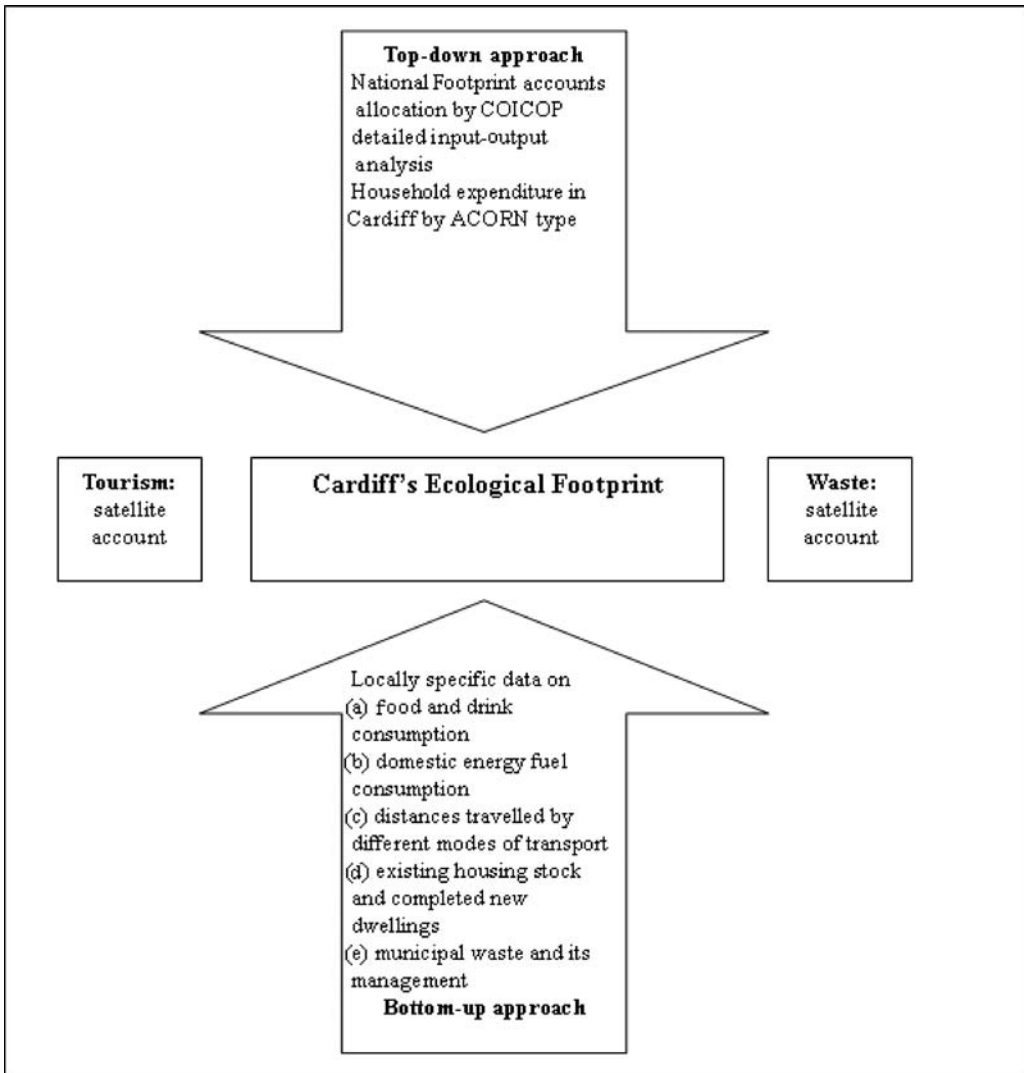 Top-down approach
National Footprint accounts
allocation by COICOP
detailed input-output
analysis
Household expenditure in
Cardiff by ACORN type
Tourism:
satellite
account
Cardiff's Ecological Footprint
Waste:
satellite
account
Locally specific data on
(a) food and drink
consumption
(b) domestic energy fuel
consumption
(c) distances travelled by
different modes of transport
(d) existing housing stock
and completed new
dwellings
(e) municipal waste and its
management
Bottom-up approach